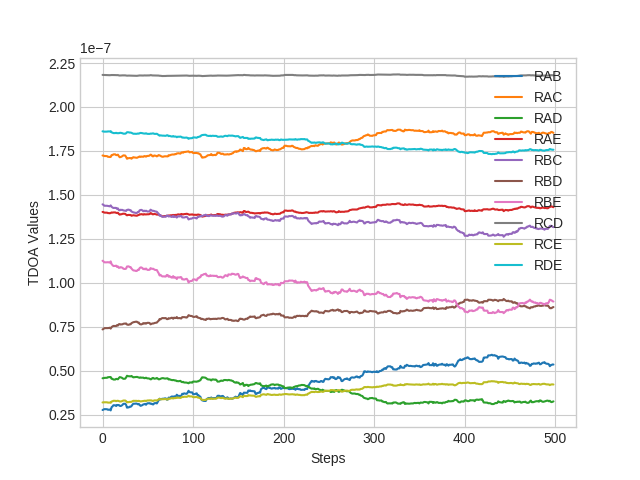 1e−7
2.25
2.00
1.75
1.50
1.25
1.00
0.75
0.50
0.25
TDOA Values
0
100
200
300
400
500
Steps
RAB
RAC
RAD
RAE
RBC
RBD
RBE
RCD
RCE
RDE